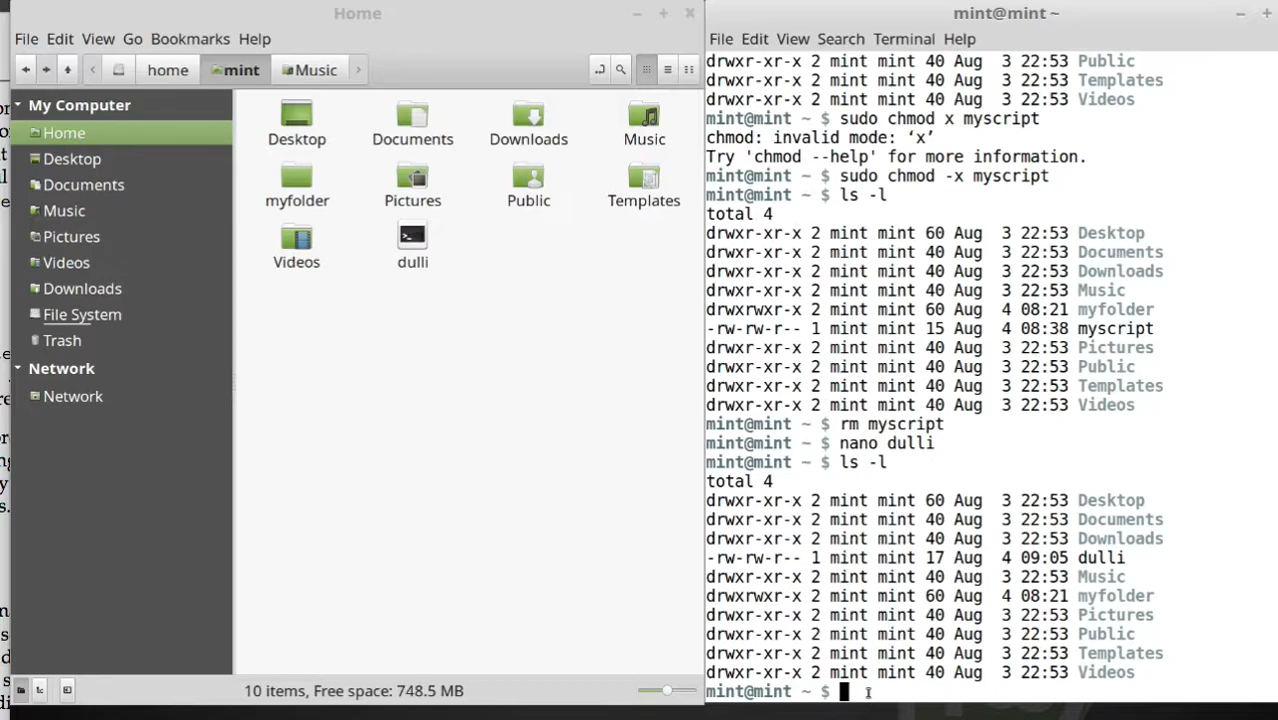 Home
File Edit View Go Bookmarks Help
home mint Music
My Computer
Home
Desktop
Documents
Music
Pictures
Videos
Downloads
File System
Trash
Network
Network
Desktop Documents Downloads Music
myfolder Pictures Public Templates
Videos dulli
10 items, Free space: 748.5 MB
mint@mint ~
File Edit View Search Terminal Help
drwxr-xr-x 2 mint mint 40 Aug  3 22:53 Public
drwxr-xr-x 2 mint mint 40 Aug  3 22:53 Templates
drwxr-xr-x 2 mint mint 40 Aug  3 22:53 Videos
mint@mint ~ $ sudo chmod x myscript
chmod: invalid mode: ‘x’
Try 'chmod --help' for more information.
mint@mint ~ $ sudo chmod -x myscript
mint@mint ~ $ ls -l
total 4
drwxr-xr-x 2 mint mint 60 Aug  3 22:53 Desktop
drwxr-xr-x 2 mint mint 40 Aug  3 22:53 Documents
drwxr-xr-x 2 mint mint 40 Aug  3 22:53 Downloads
drwxr-xr-x 2 mint mint 40 Aug  3 22:53 Music
drwxrwxr-x 2 mint mint 60 Aug  4 08:21 myfolder
-rw-rw-r-- 1 mint mint 15 Aug  4 08:38 myscript
drwxr-xr-x 2 mint mint 40 Aug  3 22:53 Pictures
drwxr-xr-x 2 mint mint 40 Aug  3 22:53 Public
drwxr-xr-x 2 mint mint 40 Aug  3 22:53 Templates
drwxr-xr-x 2 mint mint 40 Aug  3 22:53 Videos
mint@mint ~ $ rm myscript
mint@mint ~ $ nano dulli
mint@mint ~ $ ls -l
total 4
drwxr-xr-x 2 mint mint 60 Aug  3 22:53 Desktop
drwxr-xr-x 2 mint mint 40 Aug  3 22:53 Documents
drwxr-xr-x 2 mint mint 40 Aug  3 22:53 Downloads
-rw-rw-r-- 1 mint mint 17 Aug  4 09:05 dulli
drwxr-xr-x 2 mint mint 40 Aug  3 22:53 Music
drwxrwxr-x 2 mint mint 60 Aug  4 08:21 myfolder
drwxr-xr-x 2 mint mint 40 Aug  3 22:53 Pictures
drwxr-xr-x 2 mint mint 40 Aug  3 22:53 Public
drwxr-xr-x 2 mint mint 40 Aug  3 22:53 Templates
drwxr-xr-x 2 mint mint 40 Aug  3 22:53 Videos
mint@mint ~ $